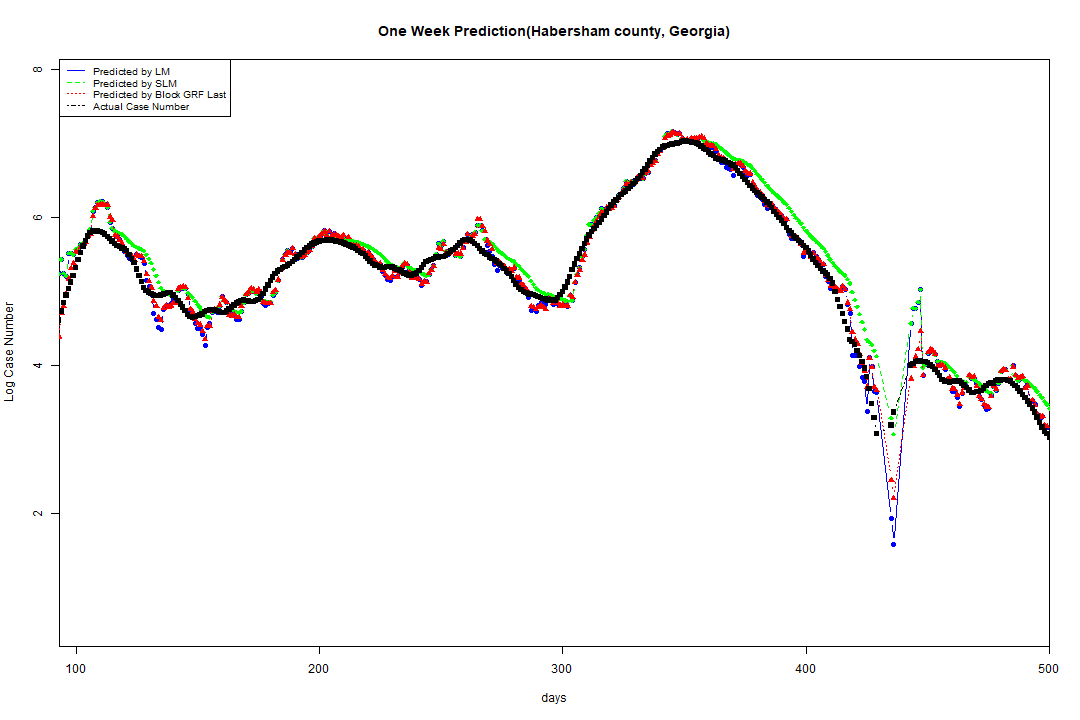 One Week Prediction(Habersham county, Georgia)
Predicted by LM
Predicted by SLM
Predicted by Block GRF Last
Actual Case Number
8
6
4
2
Log Case Number
100 200 300 400 500
days